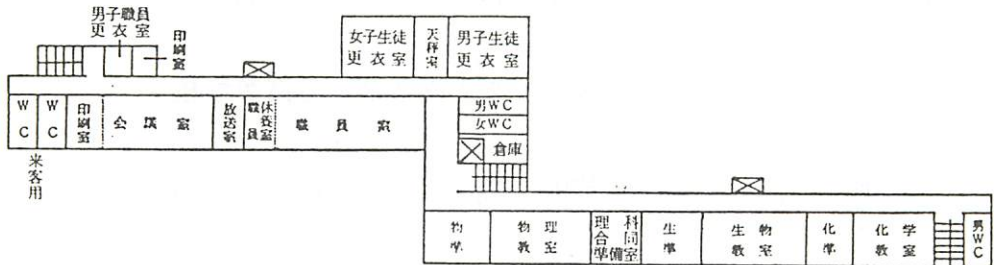 男子職員
更衣室
印刷室
女子生徒
更衣室
天秤室
男子生徒
更衣室
WC
WC
印刷室
会議室
放送室
職員
休養室
職員室
男WC
女WC
倉庫
来客用
物準
物理
教室
理科
合同
準備室
生準
生物
教室
化準
化学
教室
男WC